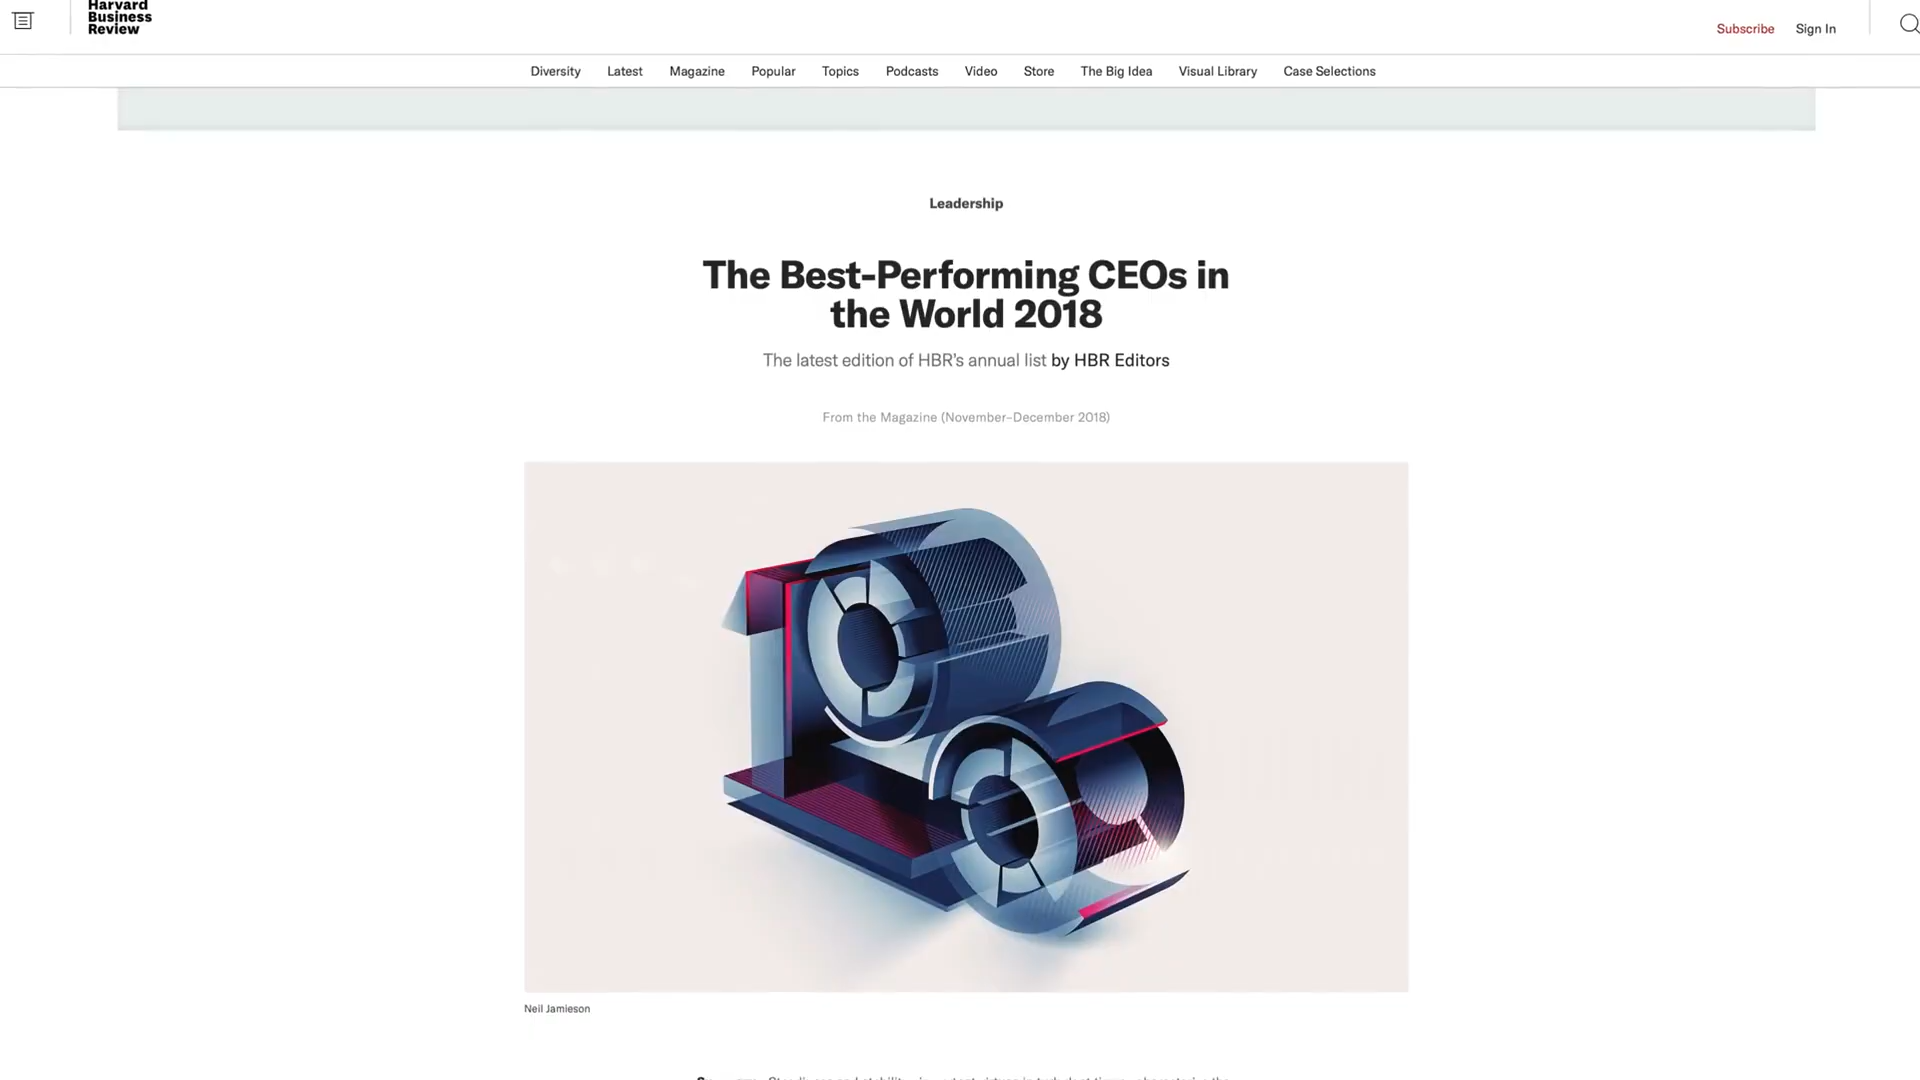 Harvard
Business
Review
Subscribe
Sign In
Diversity
Latest
Magazine
Popular
Topics
Podcasts
Video
Store
The Big Idea
Visual Library
Case Selections
Leadership
The Best-Performing CEOs in
the World 2018
The latest edition of HBR's annual list by HBR Editors
From the Magazine (November–December 2018)
Neil Jamieson